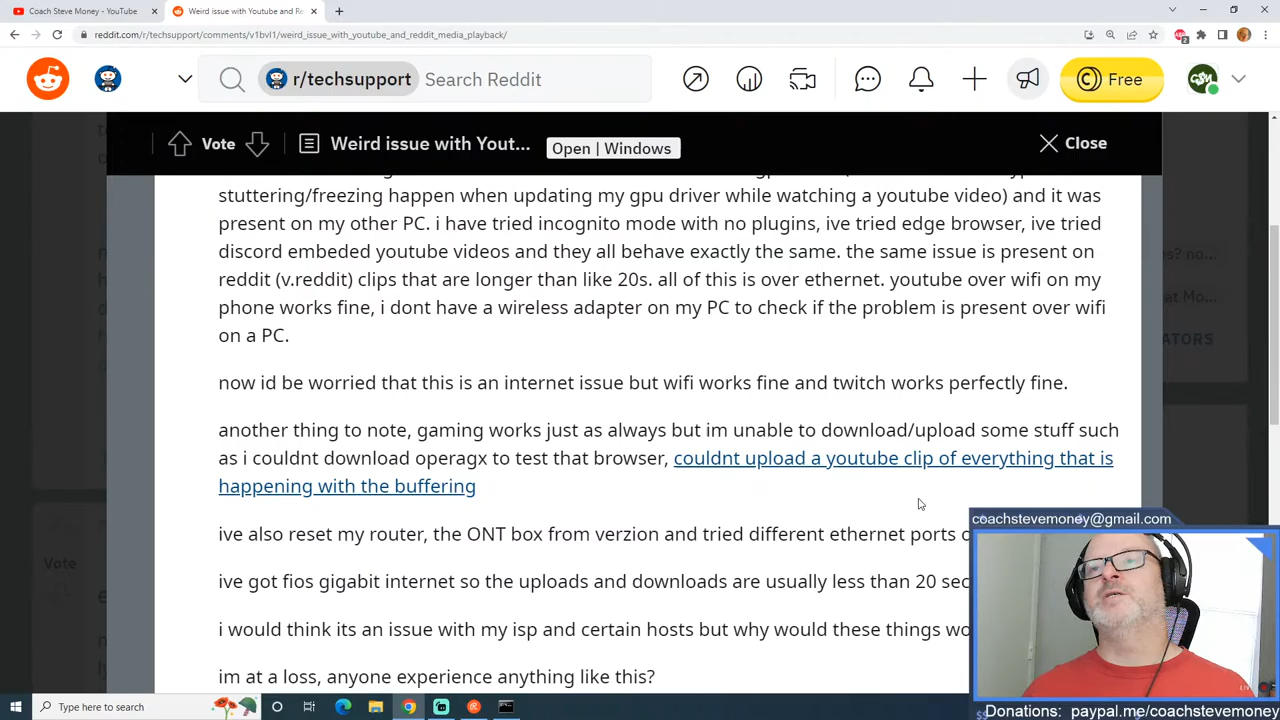 Coach Steve Money - YouTube
Weird issue with Youtube and Re
reddit.com/r/techsupport/comments/v1bvl1/weird_issue_with_youtube_and_reddit_media_playback/
r/techsupport Search Reddit
Free
Vote
Weird issue with Yout...
Open | Windows
Close
stuttering/freezing happen when updating my gpu driver while watching a youtube video) and it was
present on my other PC. i have tried incognito mode with no plugins, ive tried edge browser, ive tried
discord embeded youtube videos and they all behave exactly the same. the same issue is present on
reddit (v.reddit) clips that are longer than like 20s. all of this is over ethernet. youtube over wifi on my
phone works fine, i dont have a wireless adapter on my PC to check if the problem is present over wifi
on a PC.
now id be worried that this is an internet issue but wifi works fine and twitch works perfectly fine.
another thing to note, gaming works just as always but im unable to download/upload some stuff such
as i couldnt download operagx to test that browser, couldnt upload a youtube clip of everything that is
happening with the buffering
ive also reset my router, the ONT box from verzion and tried different ethernet ports
ive got fios gigabit internet so the uploads and downloads are usually less than 20 sec
i would think its an issue with my isp and certain hosts but why would these things wo
im at a loss, anyone experience anything like this?
Vote
ATORS
coachstevemoney@gmail.com
Donations: paypal.me/coachstevemoney
Type here to search